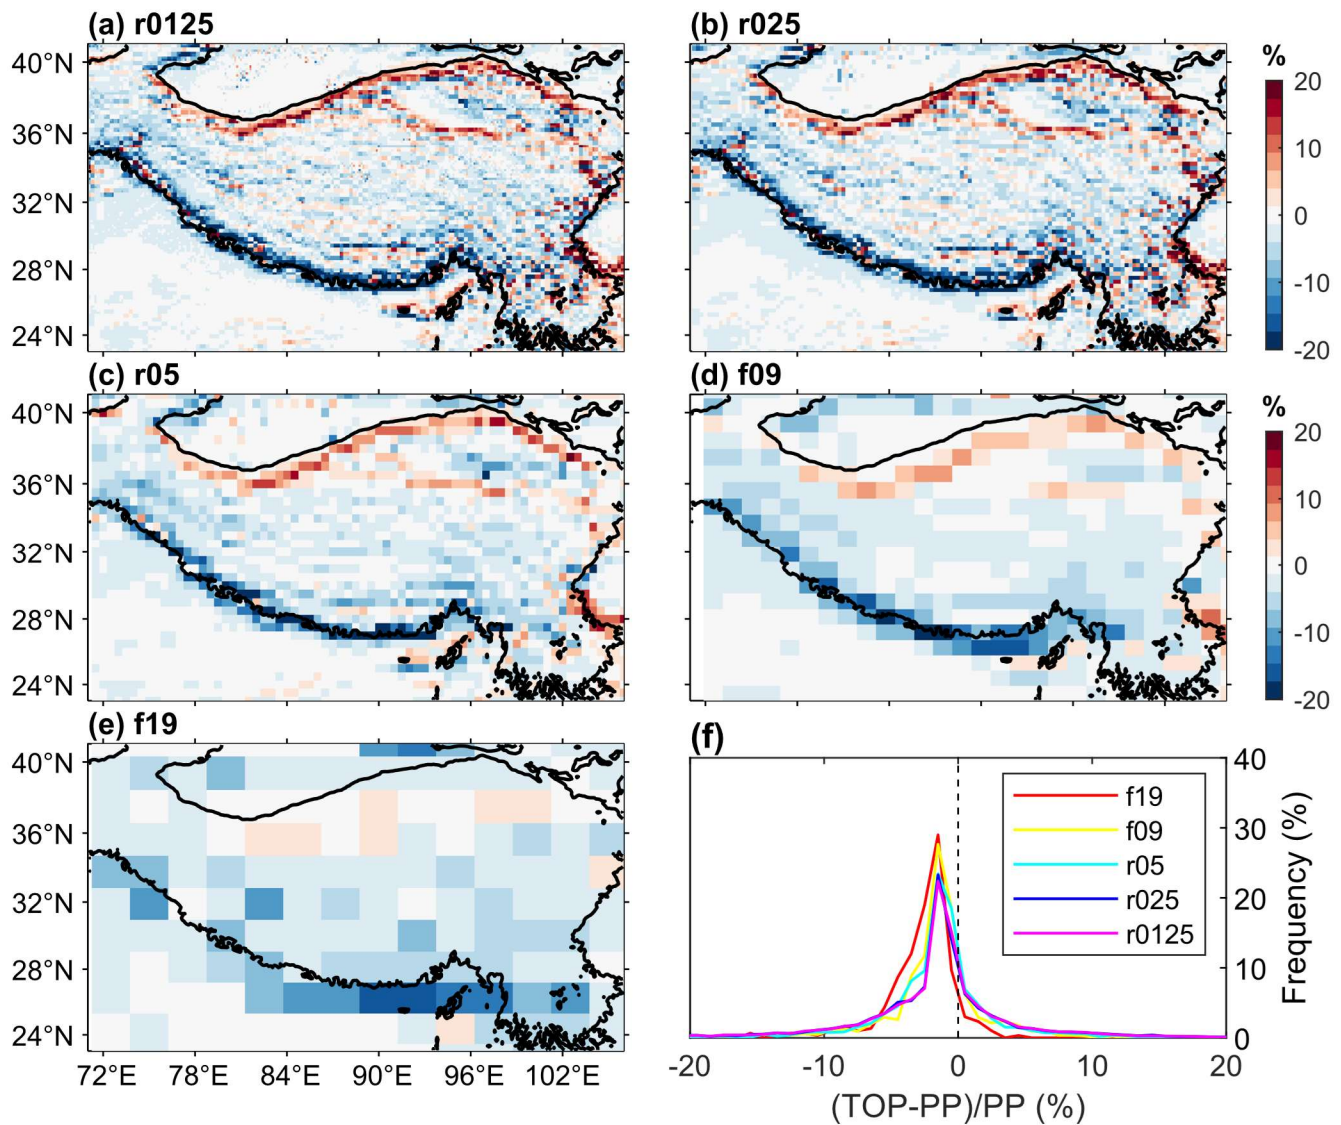 (a) r0125
(b) r025
40°N
36°N
32°N
28°N
24°N
%
20
10
0
-10
-20
(c) r05
(d) f09
40°N
36°N
32°N
28°N
24°N
%
20
10
0
-10
-20
(e) f19
(f)
40°N
36°N
32°N
28°N
24°N
72°E 78°E 84°E 90°E 96°E 102°E
f19
f09
r05
r025
r0125
40
30
20
10
0
Frequency (%)
-20 -10 0 10 20
(TOP-PP)/PP (%)